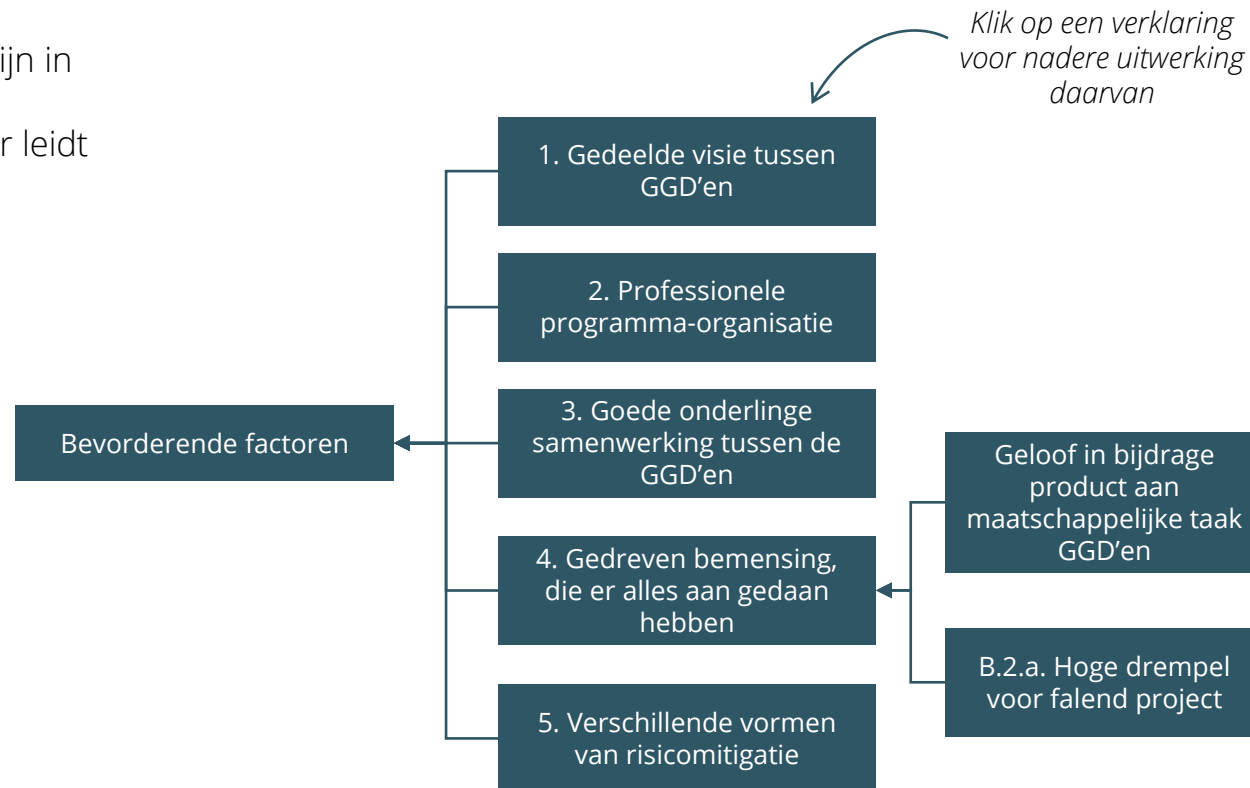 ijn in
r leidt
Klik op een verklaring
voor nadere uitwerking
daarvan
1. Gedeelde visie tussen
GGD’en
2. Professionele
programma-organisatie
3. Goede onderlinge
samenwerking tussen de
GGD’en
Bevorderende factoren
4. Gedreven bemensing,
die er alles aan gedaan
hebben
Geloof in bijdrage
product aan
maatschappelijke taak
GGD’en
B.2.a. Hoge drempel
voor falend project
5. Verschillende vormen
van risicomitigatie